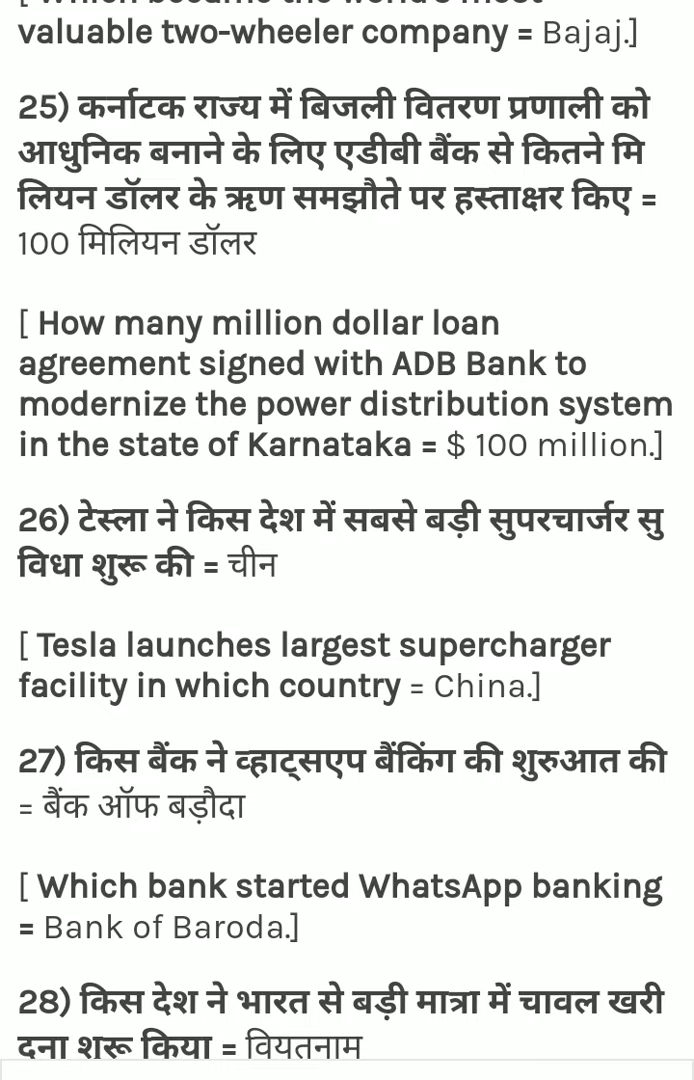 valuable two-wheeler company = Bajaj.]
25) कर्नाटक राज्य में बिजली वितरण प्रणाली को
आधुनिक बनाने के लिए एडीबी बैंक से कितने मि
लियन डॉलर के ऋण समझौते पर हस्ताक्षर किए =
100 मिलियन डॉलर
[ How many million dollar loan
agreement signed with ADB Bank to
modernize the power distribution system
in the state of Karnataka = $ 100 million.]
26) टेस्ला ने किस देश में सबसे बड़ी सुपरचार्जर सु
विधा शुरू की = चीन
[ Tesla launches largest supercharger
facility in which country = China.]
27) किस बैंक ने व्हाट्सएप बैंकिंग की शुरुआत की
= बैंक ऑफ बड़ौदा
[ Which bank started WhatsApp banking
= Bank of Baroda.]
28) किस देश ने भारत से बड़ी मात्रा में चावल खरी
दना शुरू किया = वियतनाम